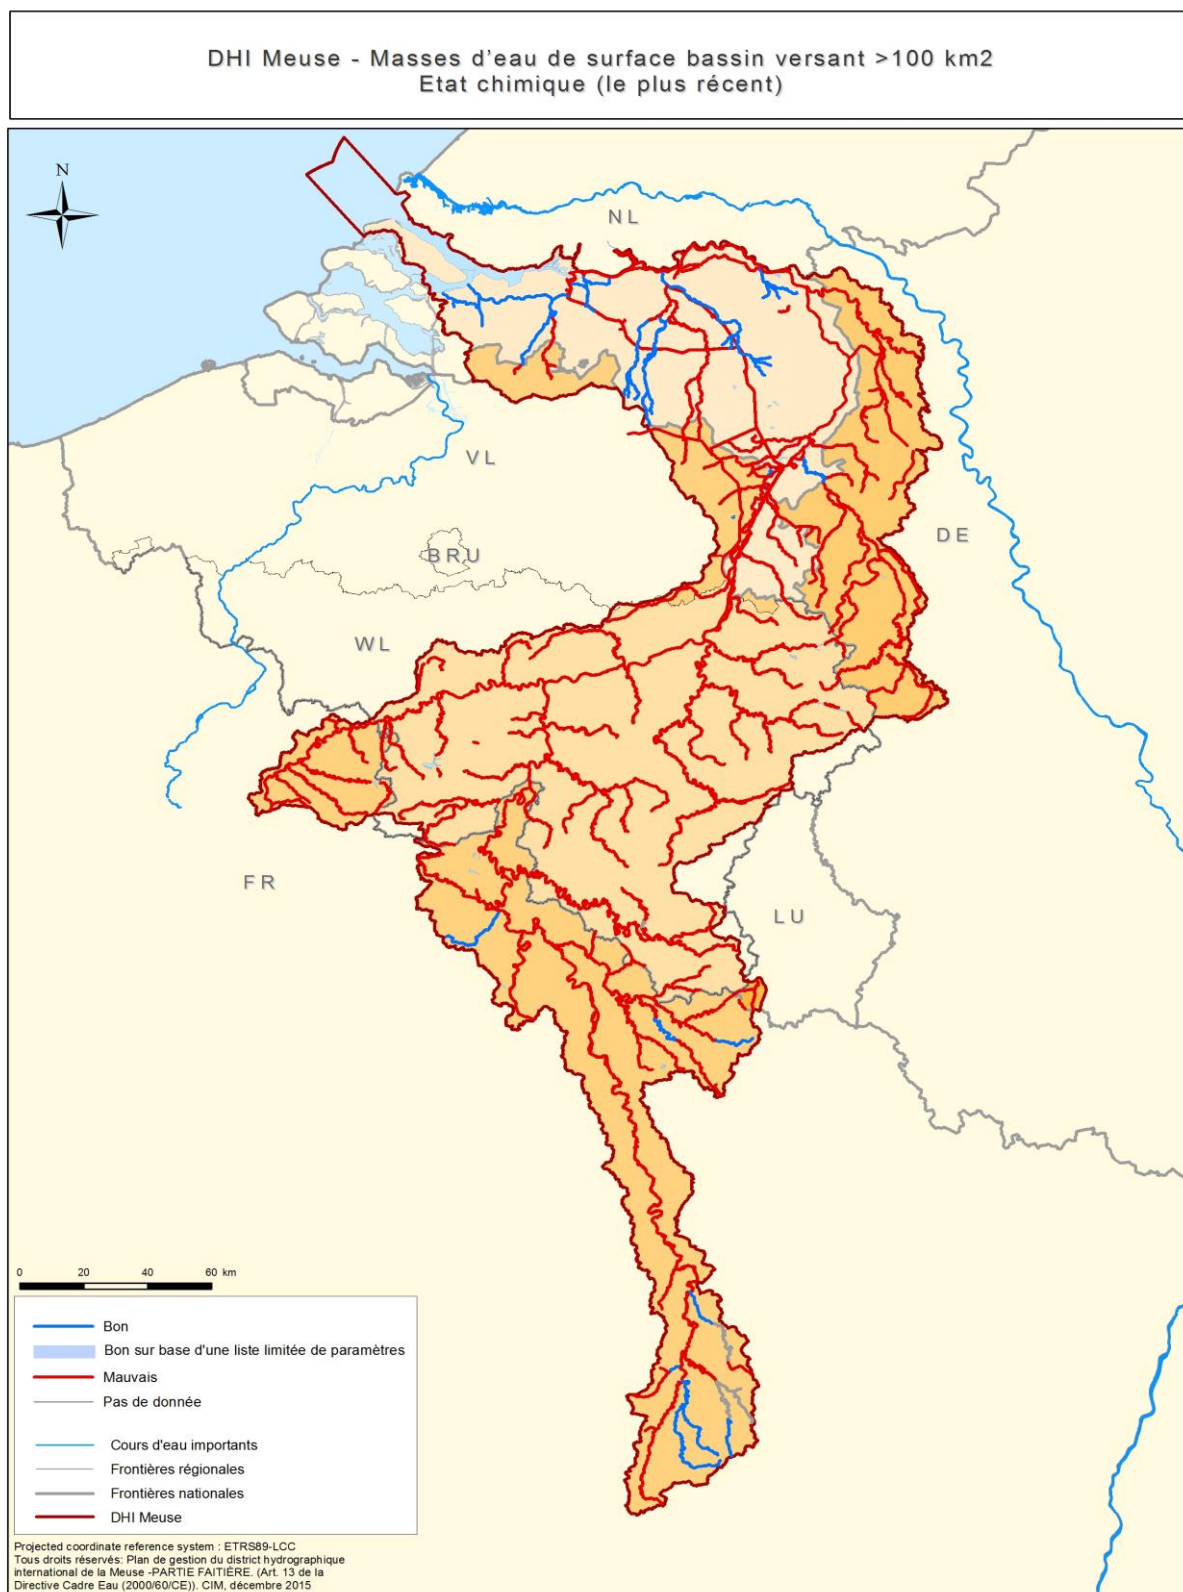 DHI Meuse - Masses d'eau de surface bassin versant >100 km2
Etat chimique (le plus récent)
N
NL
VL
DE
BRU
WL
FR
LU
0 20 40 60 km
Bon
Bon sur base d'une liste limitée de paramètres
Mauvais
Pas de donnée
Cours d'eau importants
Frontières régionales
Frontières nationales
DHI Meuse
Projected coordinate reference system : ETRS89-LCC
Tous droits réservés: Plan de gestion du district hydrographique
international de la Meuse -PARTIE FAITIÈRE. (Art. 13 de la
Directive Cadre Eau (2000/60/CE)). CIM, décembre 2015